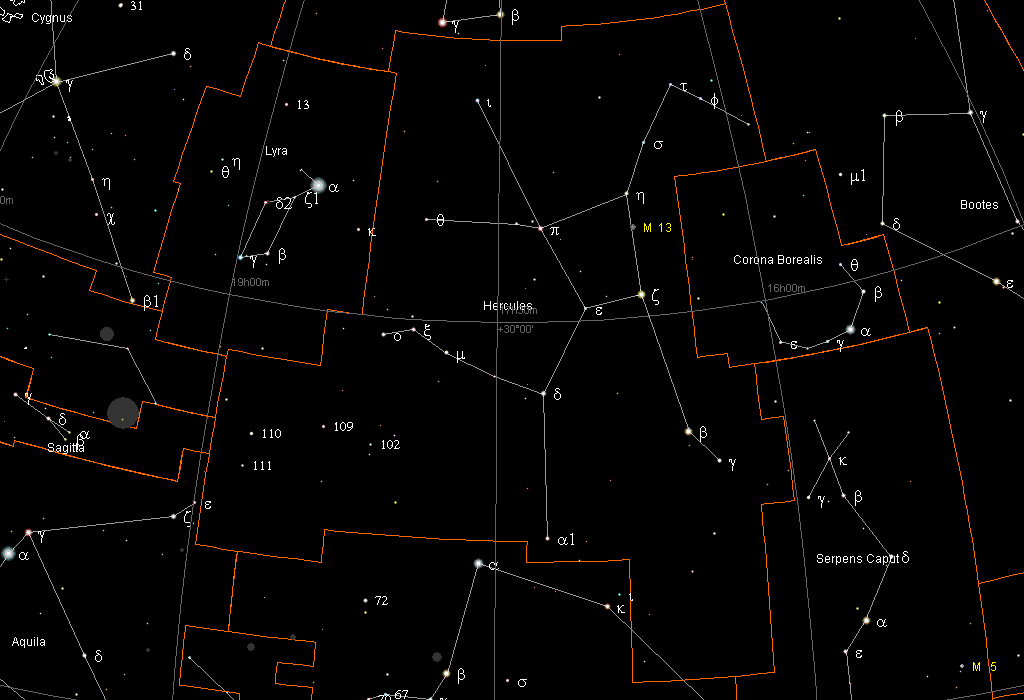 31
Cygnus
γ
β
δ
γ
13
ι
τ
φ
β
γ
σ
Lyra
η
θ
α
η
μ1
η
ζ1
δ2
χ
θ
π
κ
M 13
Bootes
δ
β
γ
Corona Borealis
θ
19h00m
16h00m
ε
β1
ζ
β
Hercules
ε
+30°00'
ο
ξ
α
ε
γ
μ
δ
γ
δ
α
109
110
102
β
Sagitta
111
γ
κ
γ
β
ε
ζ
γ
α
α1
Serpens Caput
δ
α
72
κ
ι
α
Aquila
δ
ε
M 5
β
σ
67